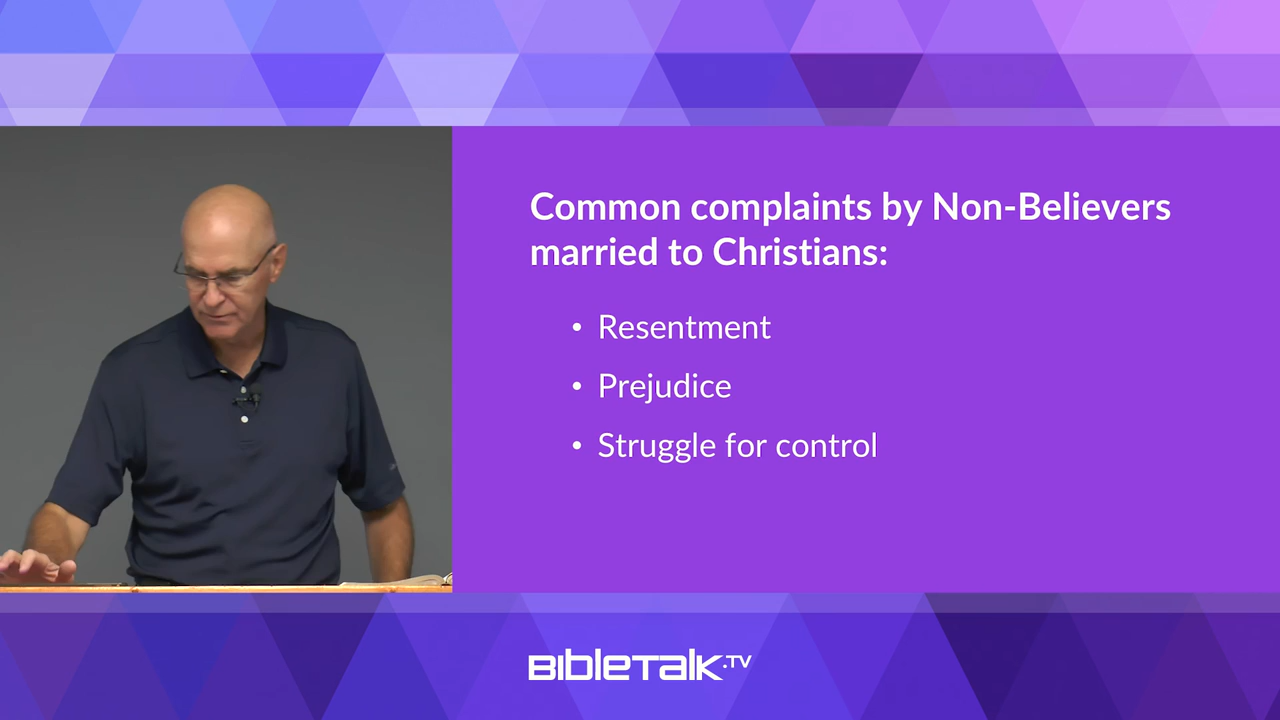 Common complaints by Non-Believers
married to Christians:
• Resentment
• Prejudice
• Struggle for control
BIBLETALK.TV